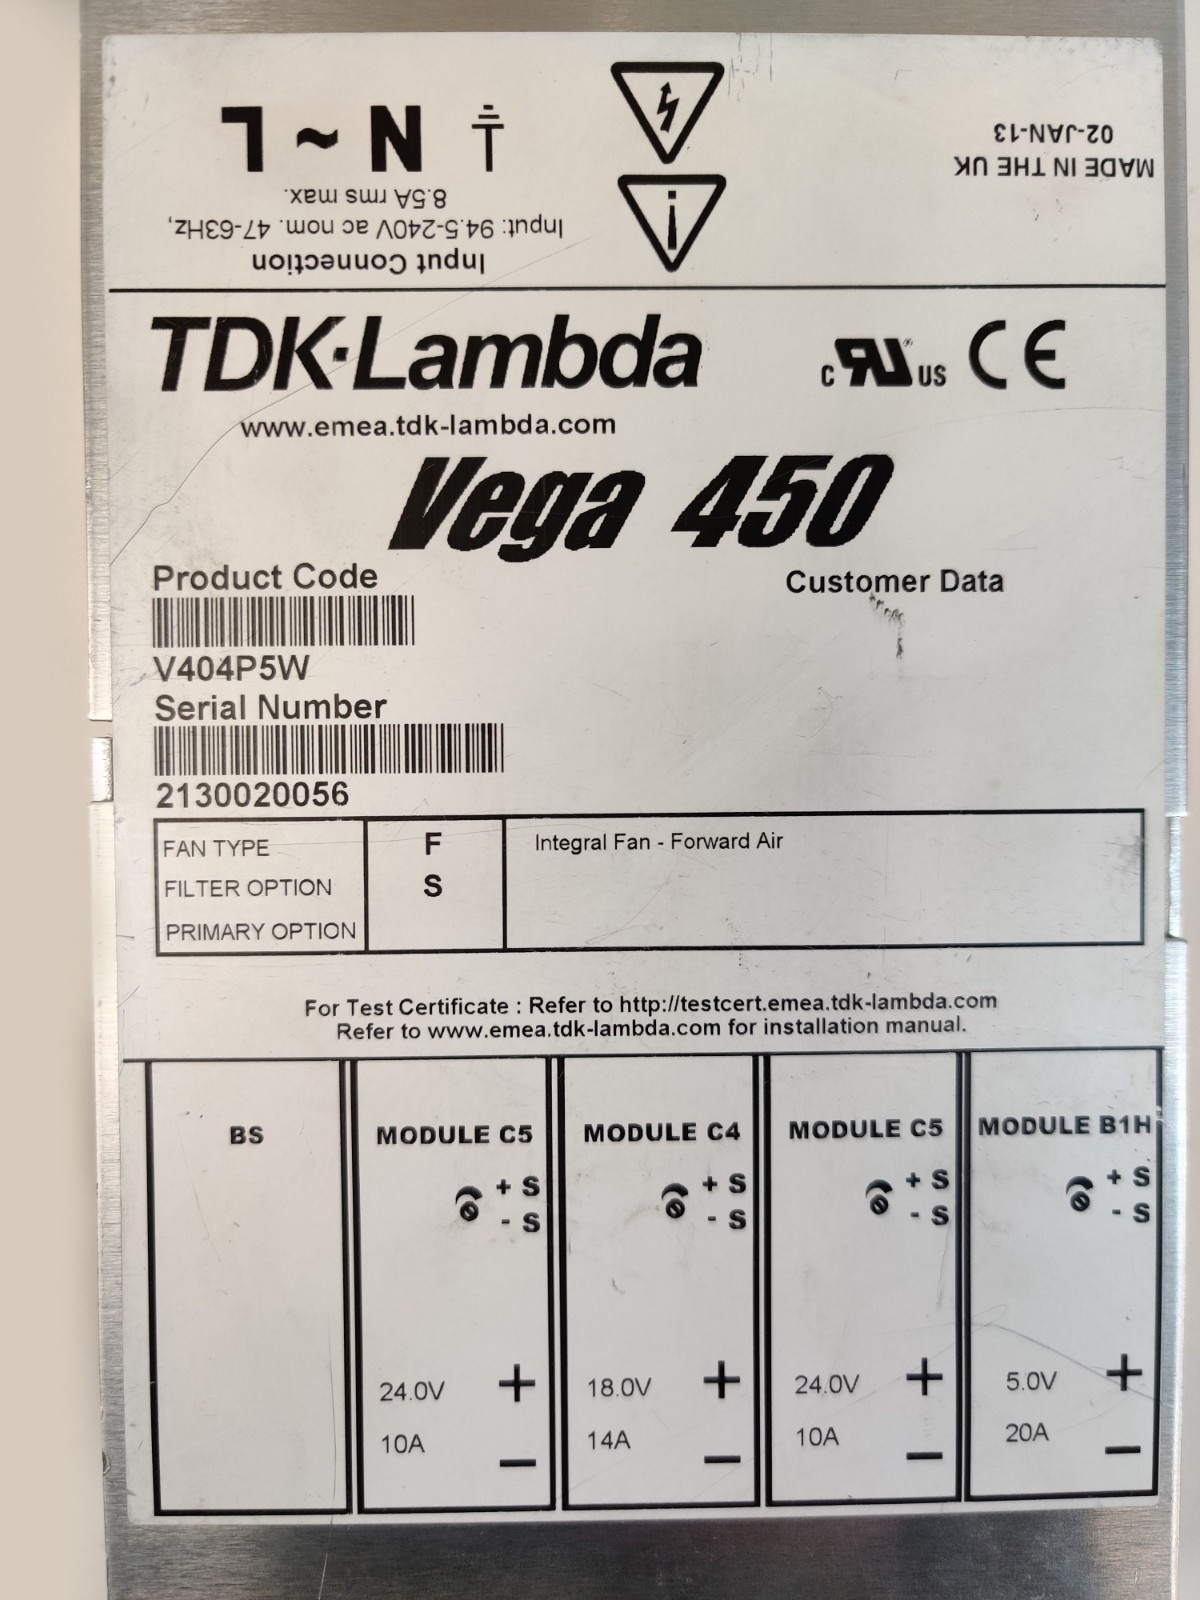 L ~ N
Input Connection
Input: 94.5-240V ac nom. 47-63Hz,
8.5A rms max.
MADE IN THE UK
02-JAN-13
TDK·Lambda
www.emea.tdk-lambda.com
c RU ® US CE
Vega 450
Product Code
V404P5W
Customer Data
Serial Number
2130020056
FAN TYPE F Integral Fan - Forward Air
FILTER OPTION S
PRIMARY OPTION
For Test Certificate : Refer to http://testcert.emea.tdk-lambda.com
Refer to www.emea.tdk-lambda.com for installation manual.
BS
MODULE C5
+ S
- S
24.0V +
10A -
MODULE C4
+ S
- S
18.0V +
14A -
MODULE C5
+ S
- S
24.0V +
10A -
MODULE B1H
+ S
- S
5.0V +
20A -